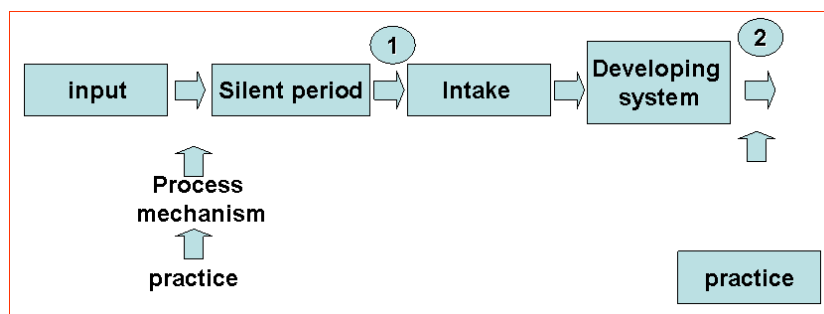 1
2
input
Silent period
Intake
Developing
system
Process
mechanism
practice
practice